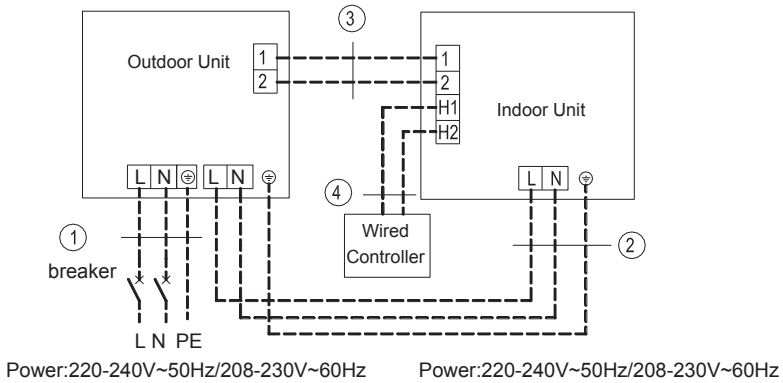 3
Outdoor Unit
1
2
1
2
H1
H2
Indoor Unit
L N
L N
L N
4
Wired
Controller
1
2
breaker
L N PE
Power:220-240V~50Hz/208-230V~60Hz
Power:220-240V~50Hz/208-230V~60Hz